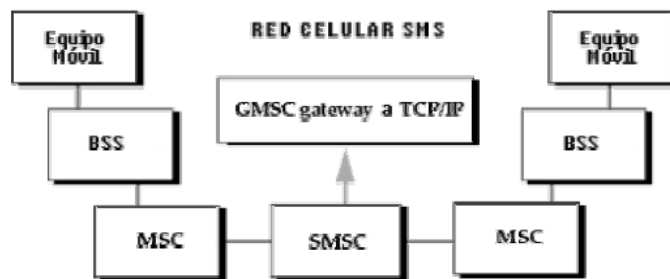 RED CELULAR SMS
Equipo
Móvil
Equipo
Móvil
GMSC gateway a TCP/IP
BSS
BSS
MSC
SMSC
MSC